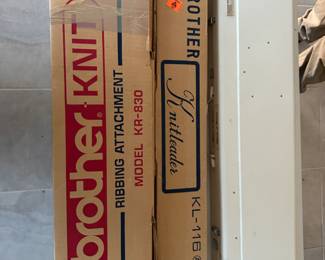 brother KNIT
RIBBING ATTACHMENT
MODEL KR-830
BROTHER
Knitleader
KL-116